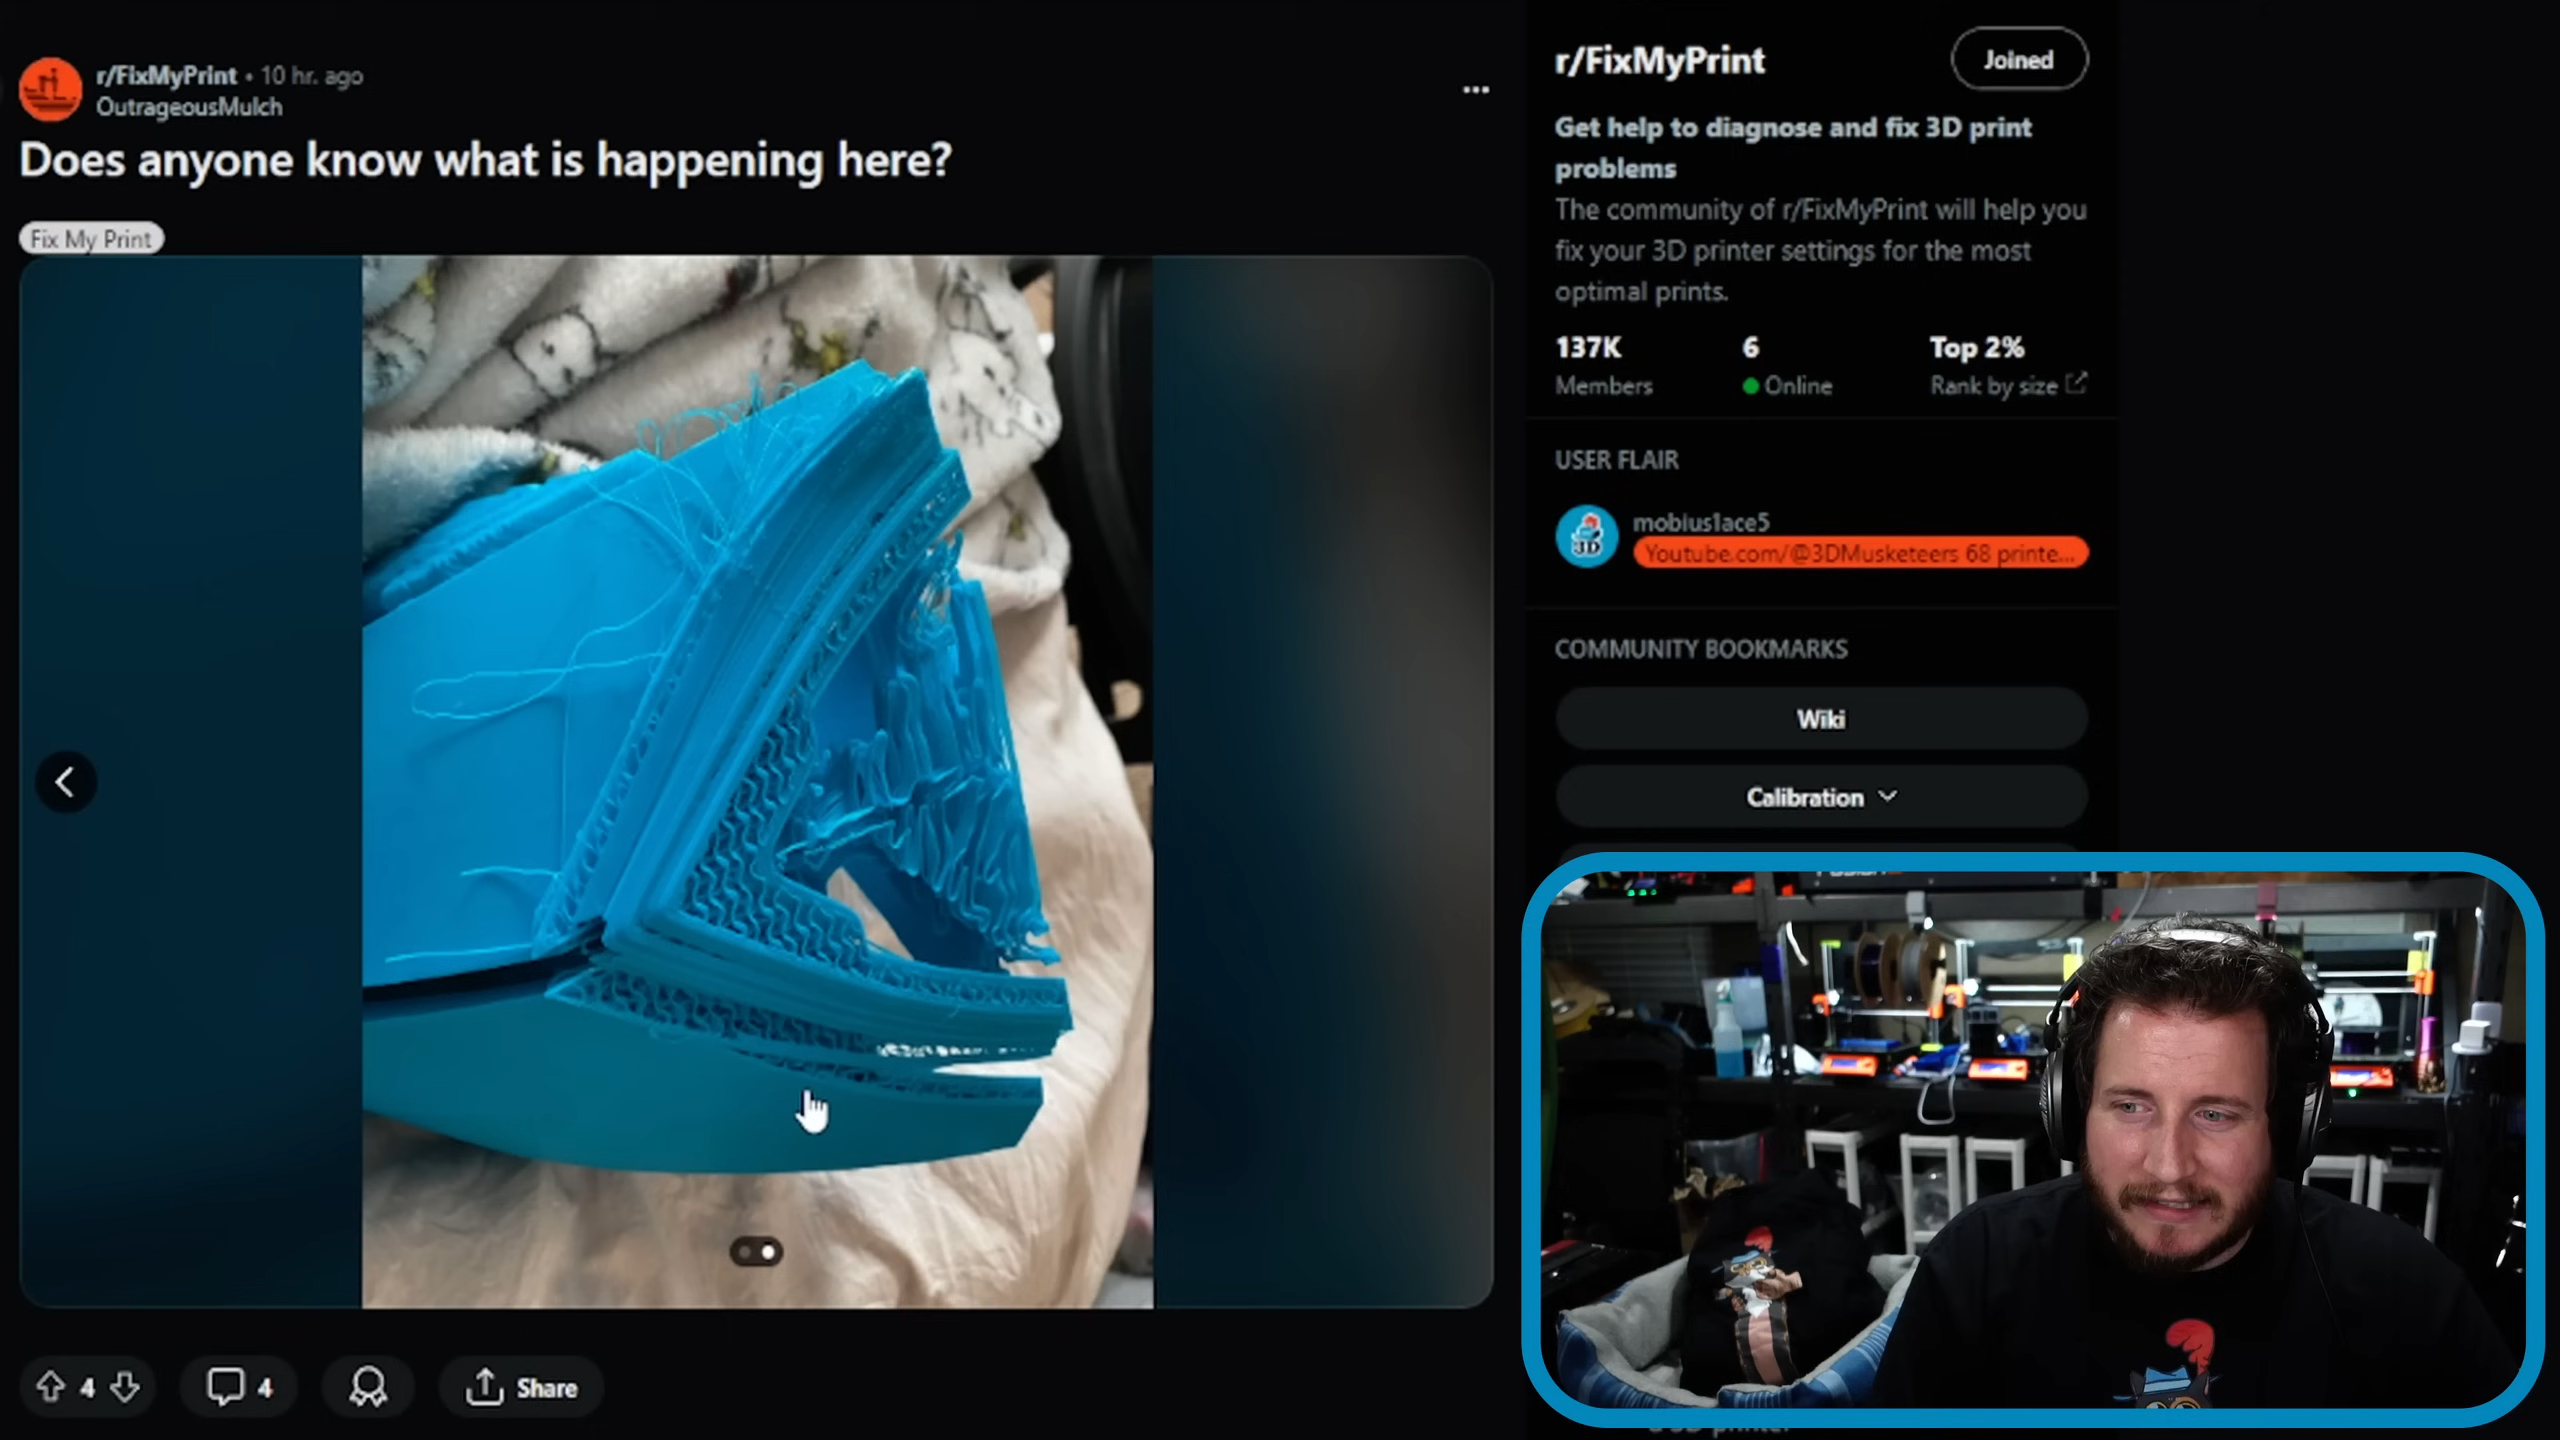 r/FixMyPrint • 10 hr. ago
OutrageousMulch
Does anyone know what is happening here?
Fix My Print
4
4
Share
r/FixMyPrint
Joined
Get help to diagnose and fix 3D print
problems
The community of r/FixMyPrint will help you
fix your 3D printer settings for the most
optimal prints.
137K
6
Top 2%
Members
Online
Rank by size
USER FLAIR
3D
mobius1ace5
Youtube.com/@3DMusketeers 68 printe...
COMMUNITY BOOKMARKS
Wiki
Calibration